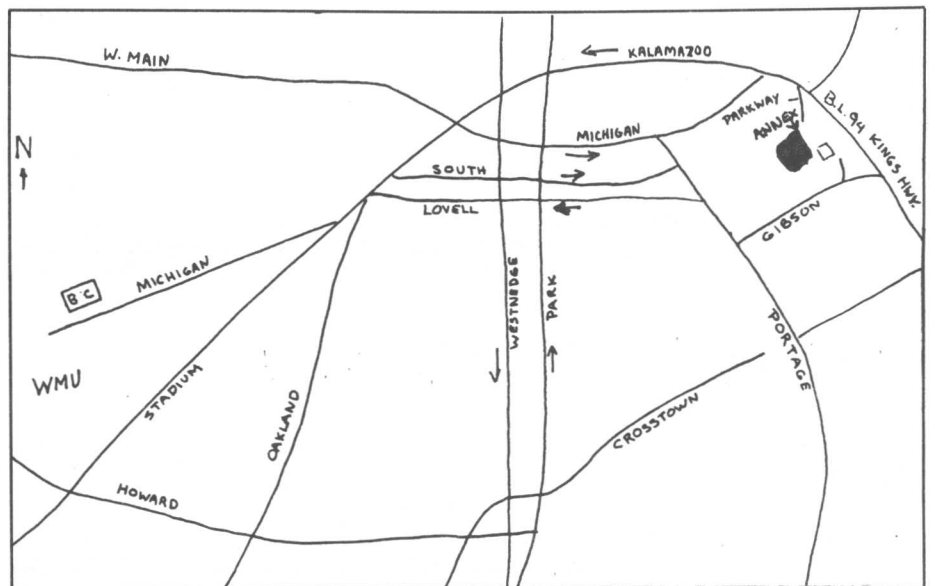 W. MAIN
KALAMAZOO
B.L. 94 KINGS HWY.
PARKWAY
ANNEX
MICHIGAN
N
SOUTH
LOVELL
GIBSON
MICHIGAN
B.C
WESTNEDGE
PARK
PORTAGE
WMU
STADIUM
OAKLAND
CROSSTOWN
HOWARD